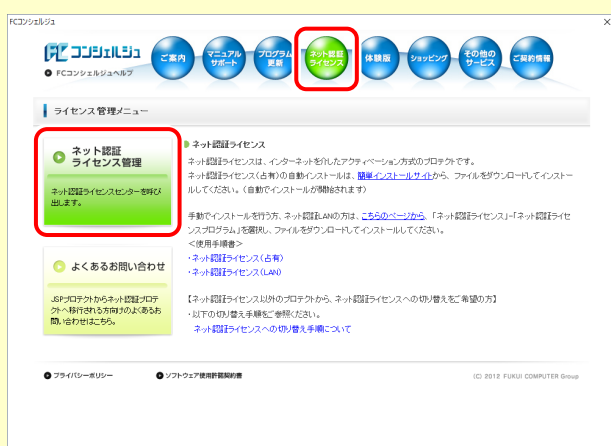 FCコンシェルジュ
FC コンシェルジュ
FCコンシェルジュヘルプ
ご案内
マニュアル
サポート
プログラム
更新
ネット認証
ライセンス
体験版
ショッピング
その他の
サービス
ご契約情報
ライセンス管理メニュー
ネット認証
ライセンス管理
ネット認証ライセンスセンターを呼び
出します。
よくあるお問い合わせ
JSPプロテクトからネット認証プロテ
クトへ移行される方向けのよくあるお
問い合わせはこちら。
ネット認証ライセンス
ネット認証ライセンスは、インターネットを介したアクティベーション方式のプロテクトです。
ネット認証ライセンス(占有)の自動インストールは、簡単インストールサイトから、ファイルをダウンロードしてインストー
ルしてください。(自動でインストールが開始されます)
手動でインストールを行う方、ネット認証LANの方は、こちらのページから、「ネット認証ライセンス」-「ネット認証ライセ
ンスプログラム」を選択し、ファイルをダウンロードしてインストールしてください。
<使用手順書>
・ネット認証ライセンス(占有)
・ネット認証ライセンス(LAN)
【ネット認証ライセンス以外のプロテクトから、ネット認証ライセンスへの切り替えをご希望の方】
・以下の切り替え手順をご参照ください。
ネット認証ライセンスへの切り替え手順について
プライバシーポリシー
ソフトウェア使用許諾契約書
(C) 2012 FUKUI COMPUTER Group